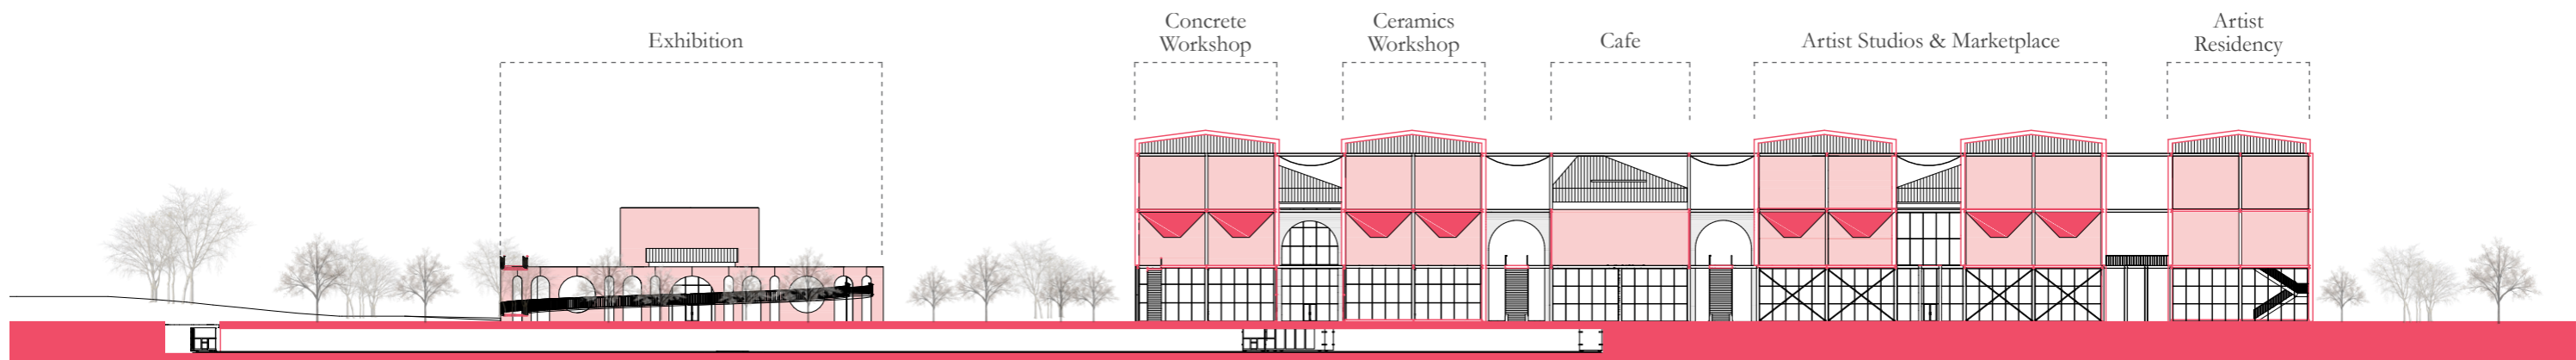 Exhibition
Concrete
Workshop
Ceramics
Workshop
Cafe
Artist Studios & Marketplace
Artist
Residency